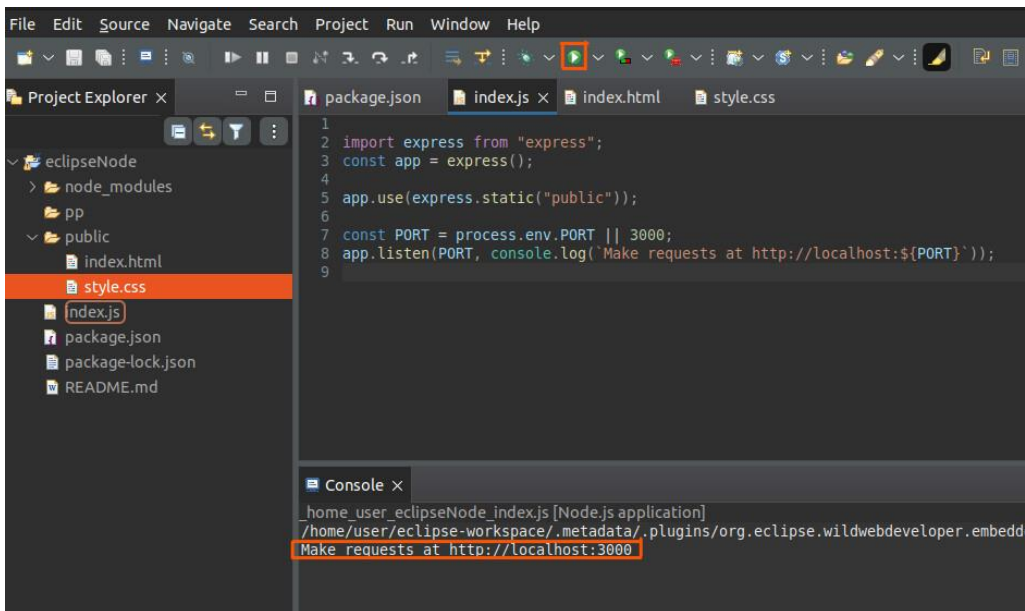 File Edit Source Navigate Search Project Run Window Help
Project Explorer
package.json index.js index.html style.css
eclipseNode
node_modules
pp
public
index.html
style.css
index.js
package.json
package-lock.json
README.md
1
2 import express from "express";
3 const app = express();
4
5 app.use(express.static("public"));
6
7 const PORT = process.env.PORT || 3000;
8 app.listen(PORT, console.log(`Make requests at http://localhost:${PORT}`));
9
Console
_home_user_eclipseNode_index.js [Node.js application]
/home/user/eclipse-workspace/.metadata/.plugins/org.eclipse.wildwebdeveloper.embedd
Make requests at http://localhost:3000